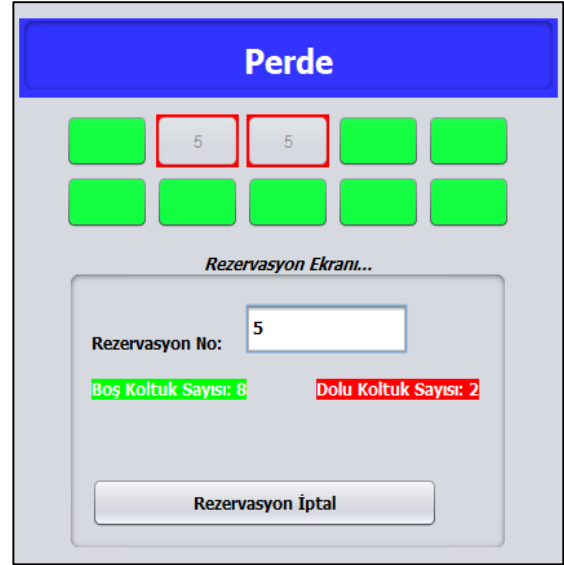 Perde
5 5
Rezervasyon Ekranı...
Rezervasyon No: 5
Boş Koltuk Sayısı: 8 Dolu Koltuk Sayısı: 2
Rezervasyon İptal